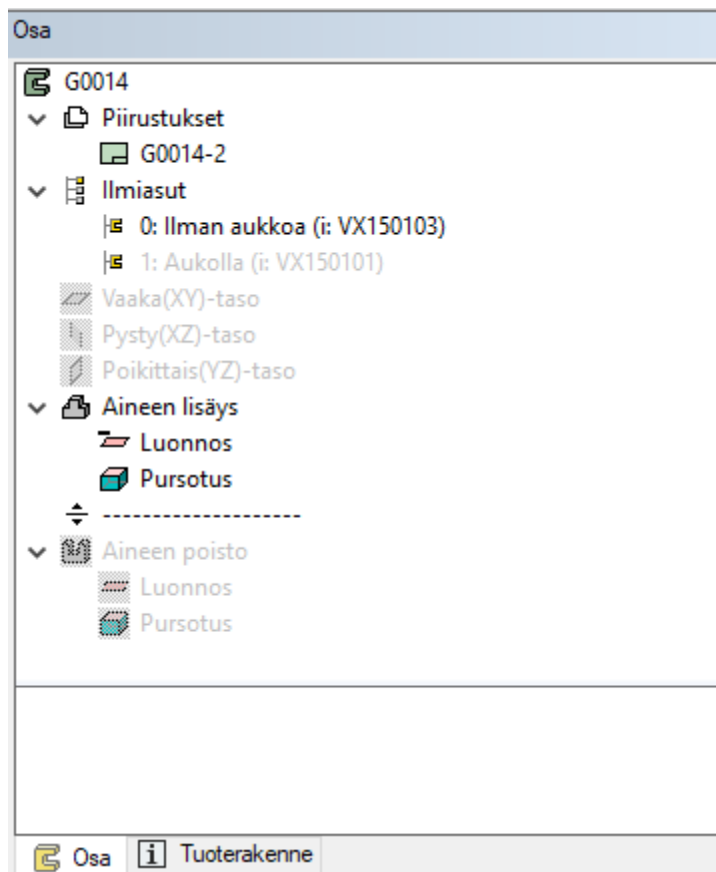 Osa
G0014
Piirustukset
G0014-2
Ilmiasut
0: Ilman aukkoa (i: VX150103)
1: Aukolla (i: VX150101)
Vaaka(XY)-taso
Pysty(XZ)-taso
Poikittais(YZ)-taso
Aineen lisäys
Luonnos
Pursotus
--------------------
Aineen poisto
Luonnos
Pursotus
Osa Tuoterakenne